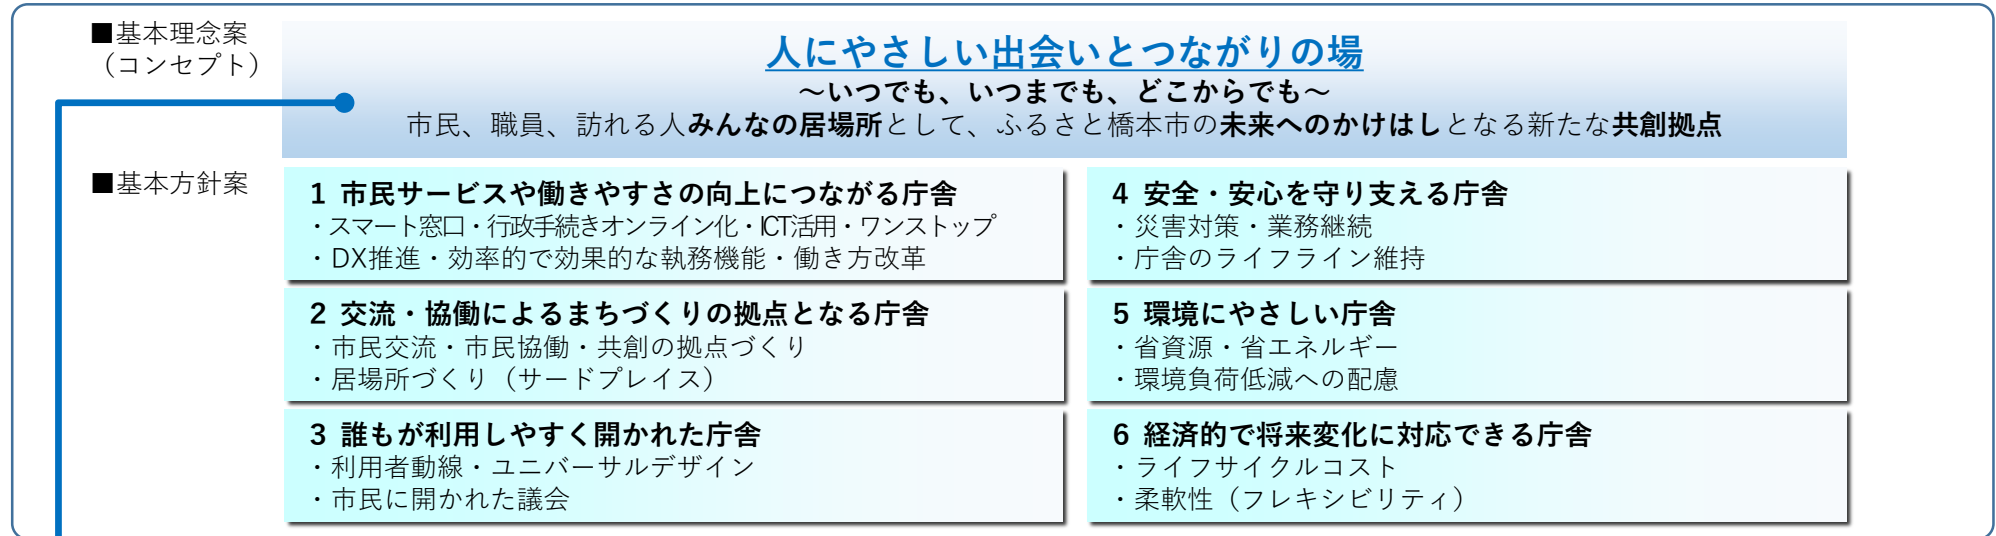 ■基本理念案
（コンセプト）
人にやさしい出会いとつながりの場
～いつでも、いつまでも、どこからでも～
市民、職員、訪れる人みんなの居場所として、ふるさと橋本市の未来へのかけはしとなる新たな共創拠点
■基本方針案
1 市民サービスや働きやすさの向上につながる庁舎
・スマート窓口・行政手続きオンライン化・ICT活用・ワンストップ
・DX推進・効率的で効果的な執務機能・働き方改革
2 交流・協働によるまちづくりの拠点となる庁舎
・市民交流・市民協働・共創の拠点づくり
・居場所づくり（サードプレイス）
3 誰もが利用しやすく開かれた庁舎
・利用者動線・ユニバーサルデザイン
・市民に開かれた議会
4 安全・安心を守り支える庁舎
・災害対策・業務継続
・庁舎のライフライン維持
5 環境にやさしい庁舎
・省資源・省エネルギー
・環境負荷低減への配慮
6 経済的で将来変化に対応できる庁舎
・ライフサイクルコスト
・柔軟性（フレキシビリティ）